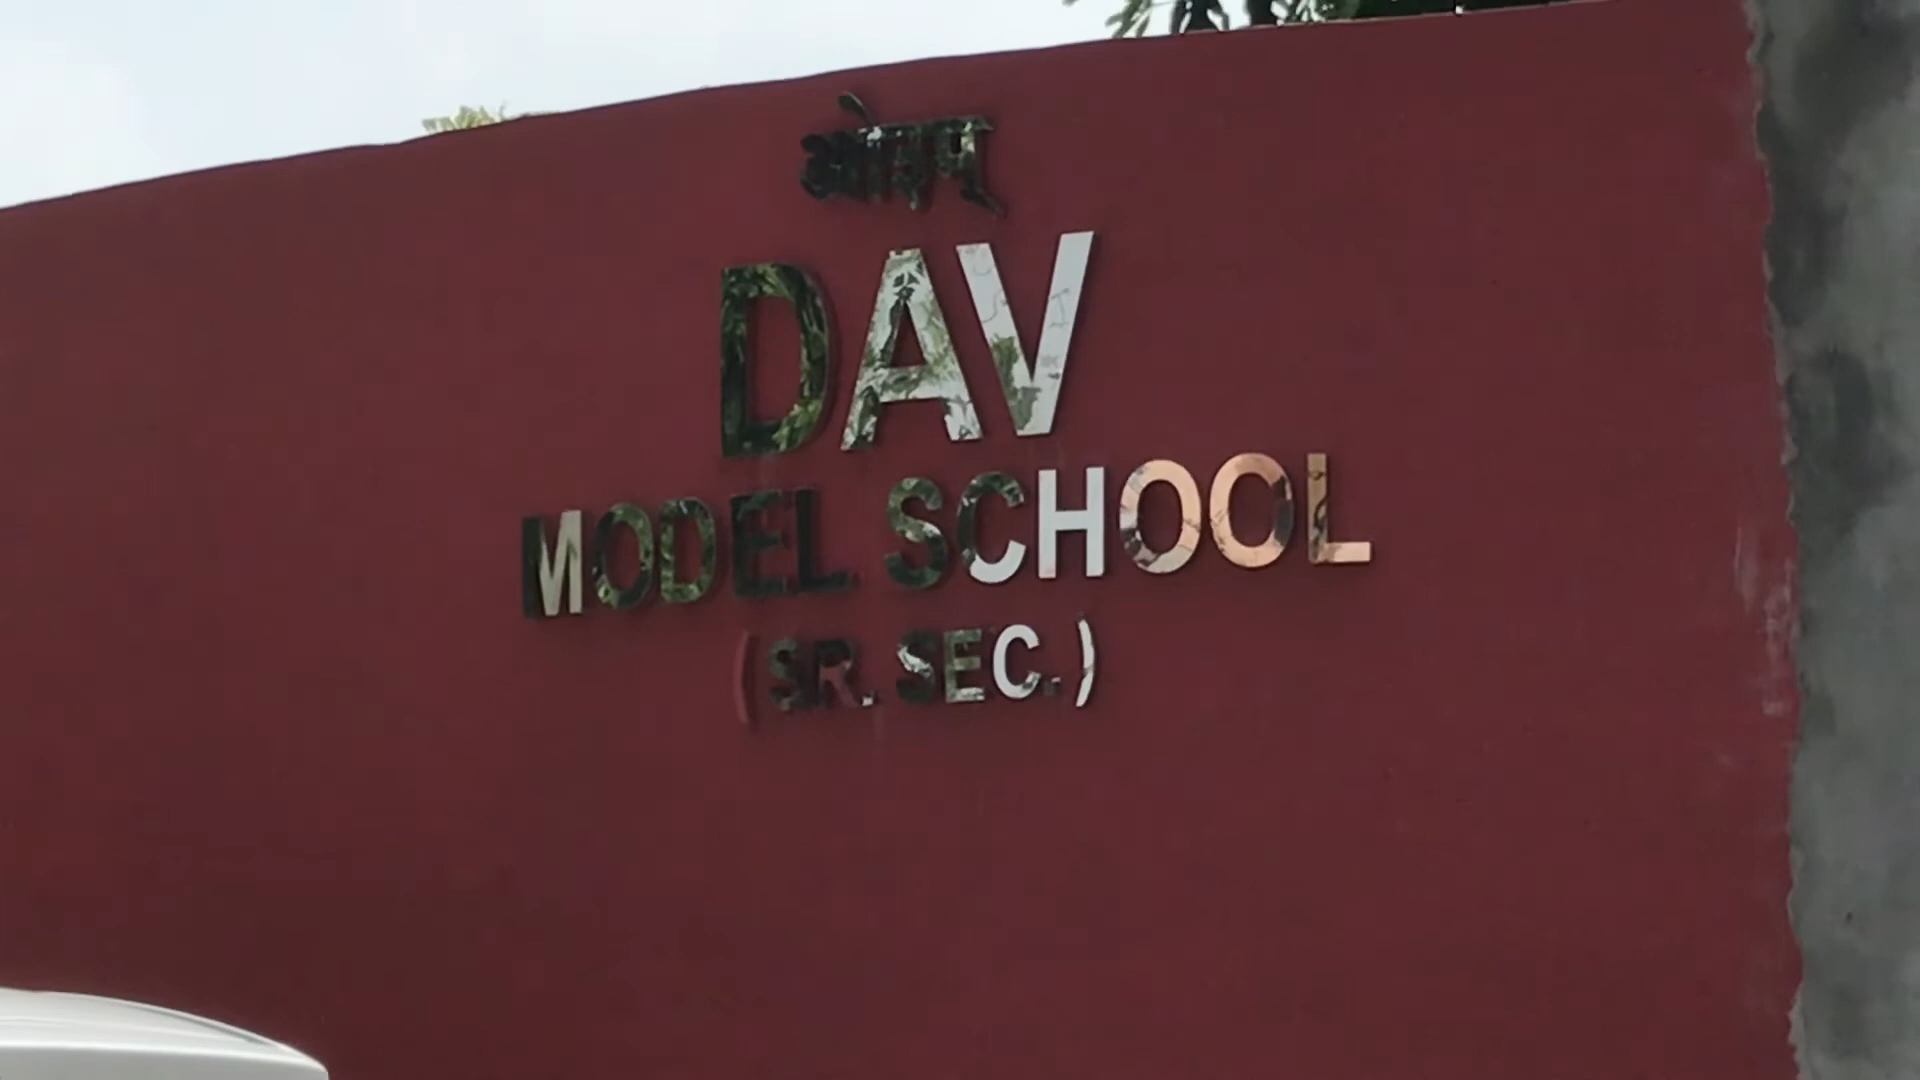 ओ३म्
DAV
MODEL SCHOOL
(SR. SEC.)